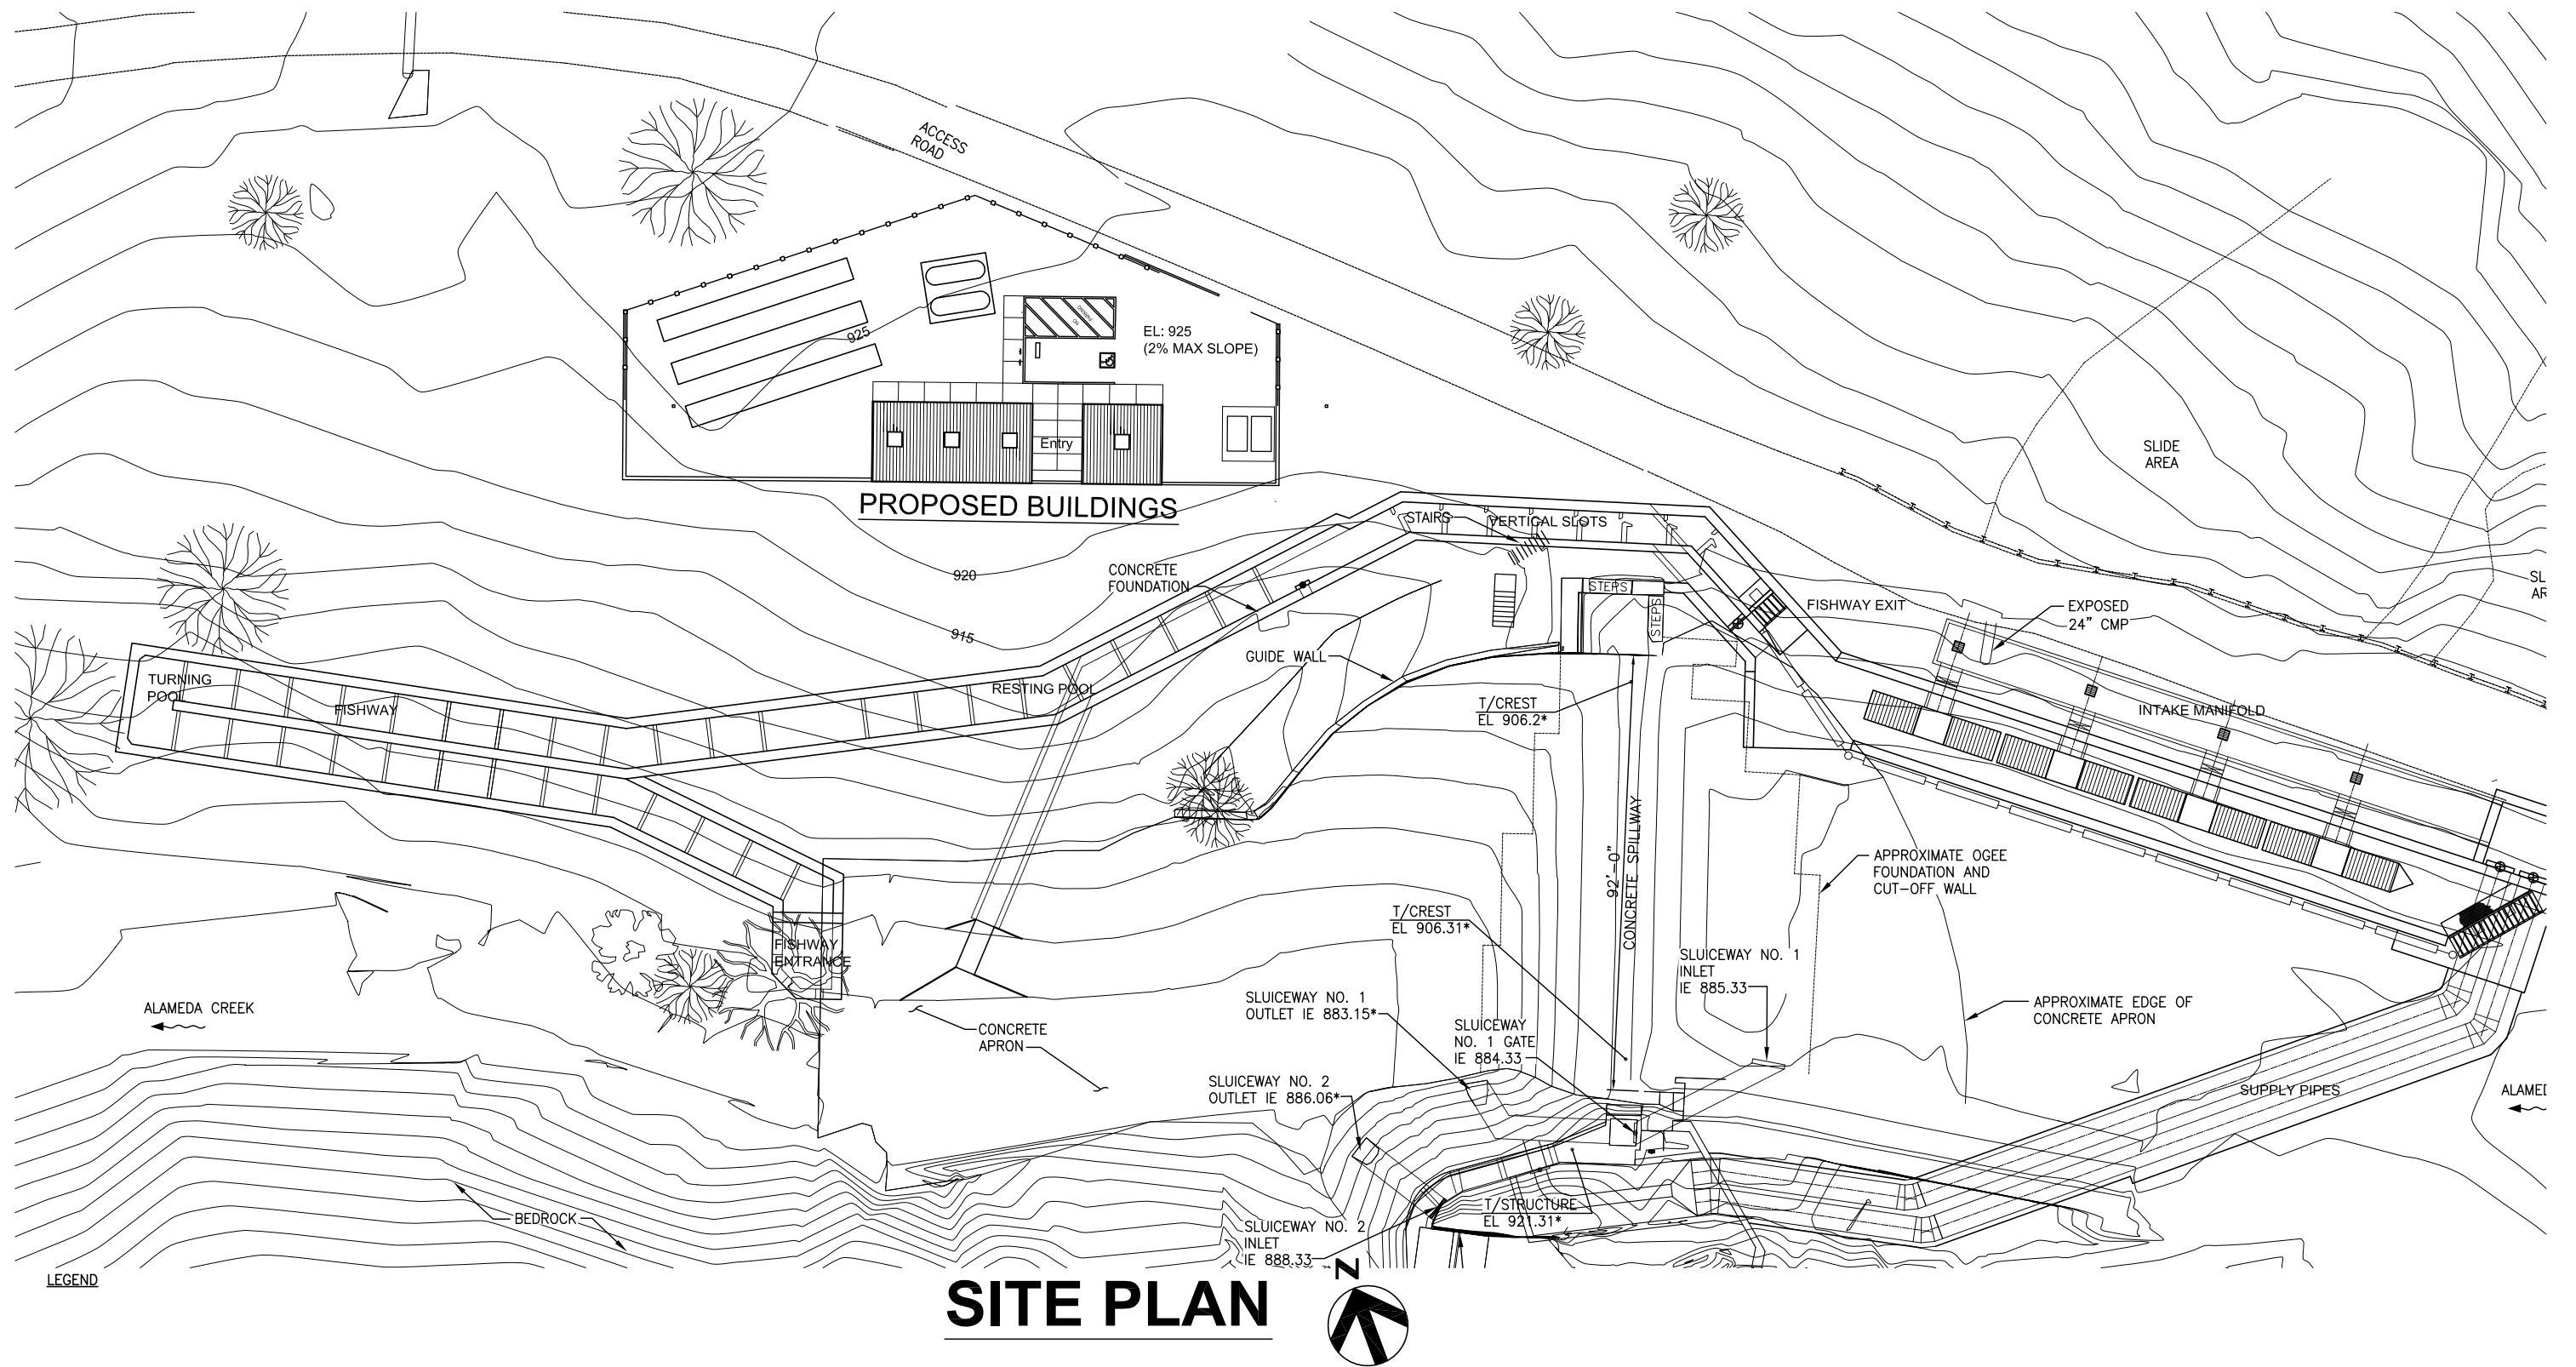 ACCESS
ROAD
925
NO
PARKING
EL: 925
(2% MAX SLOPE)
Entry
PROPOSED BUILDINGS
SLIDE
AREA
STAIRS
VERTICAL SLOTS
CONCRETE
FOUNDATION
920
915
STEPS
STEPS
FISHWAY EXIT
EXPOSED
24" CMP
SL
AR
GUIDE WALL
TURNING
POOL
FISHWAY
RESTING POOL
T/CREST
EL 906.2*
INTAKE MANIFOLD
92'-0"
CONCRETE SPILLWAY
APPROXIMATE OGEE
FOUNDATION AND
CUT-OFF WALL
T/CREST
EL 906.31*
FISHWAY
ENTRANCE
SLUICEWAY NO. 1
INLET
IE 885.33
ALAMEDA CREEK
SLUICEWAY NO. 1
OUTLET IE 883.15*
APPROXIMATE EDGE OF
CONCRETE APRON
CONCRETE
APRON
SLUICEWAY
NO. 1 GATE
IE 884.33
SLUICEWAY NO. 2
OUTLET IE 886.06*
SUPPLY PIPES
ALAMED
BEDROCK
T/STRUCTURE
EL 921.31*
SLUICEWAY NO. 2
INLET
IE 888.33
LEGEND
SITE PLAN
N